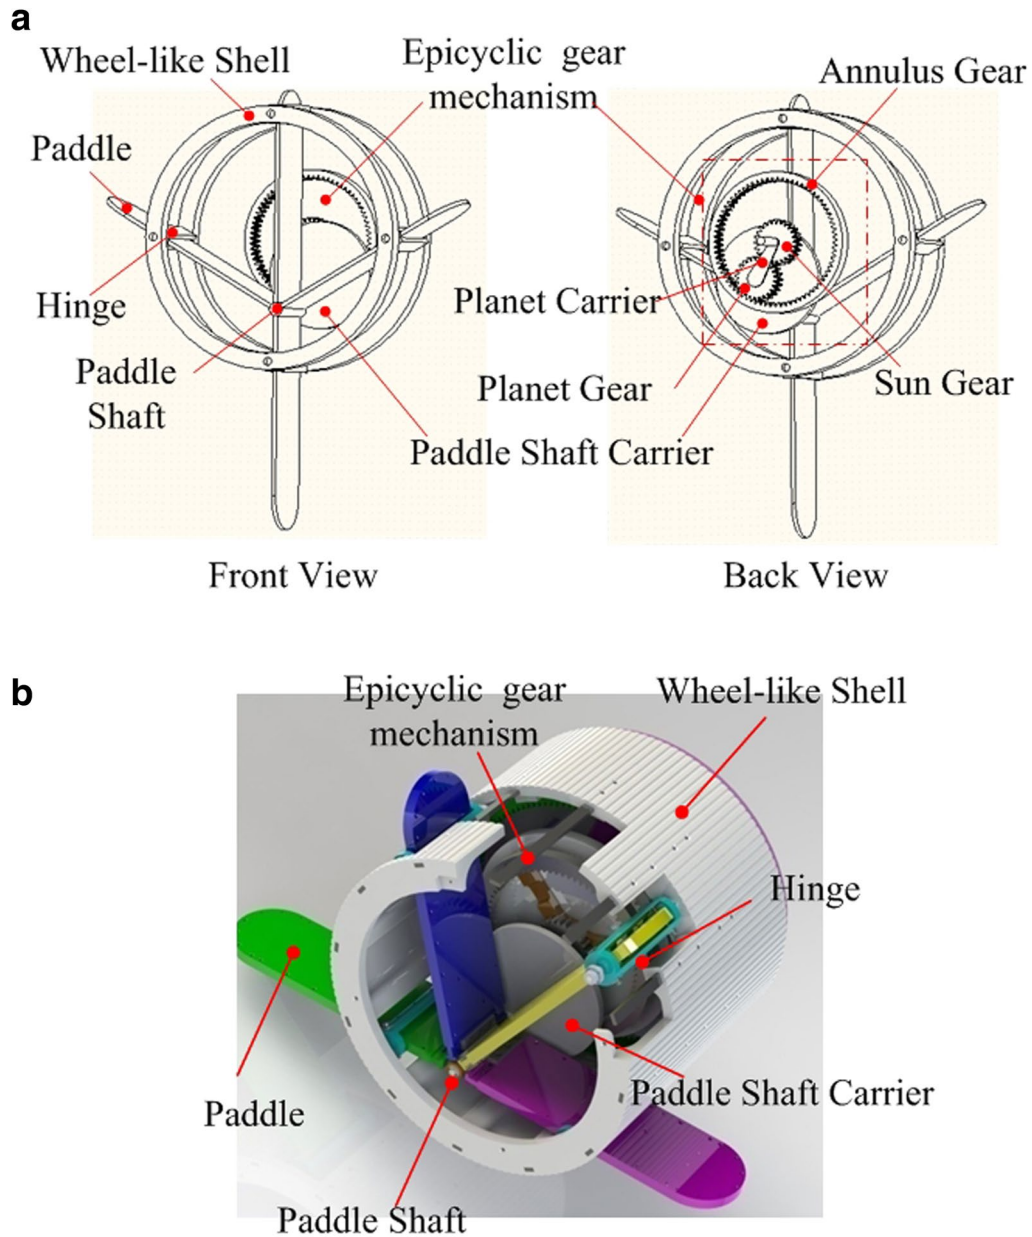 a
Wheel-like Shell
Epicyclic gear
mechanism
Annulus Gear
Paddle
Hinge
Planet Carrier
Paddle
Shaft
Planet Gear
Sun Gear
Paddle Shaft Carrier
Front View
Back View
b
Epicyclic gear
mechanism
Wheel-like Shell
Hinge
Paddle Shaft Carrier
Paddle
Paddle Shaft